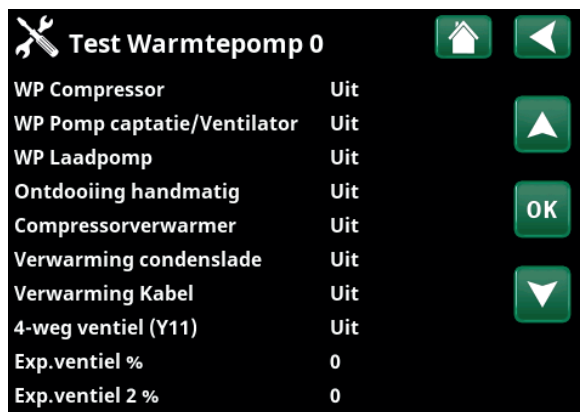 Test Warmtepomp 0
WP Compressor Uit
WP Pomp captatie/Ventilator Uit
WP Laadpomp Uit
Ontdooiing handmatig Uit
OK
Compressorverwarmer Uit
Verwarming condenslade Uit
Verwarming Kabel Uit
4-weg ventiel (Y11) Uit
Exp.ventiel % 0
Exp.ventiel 2 % 0